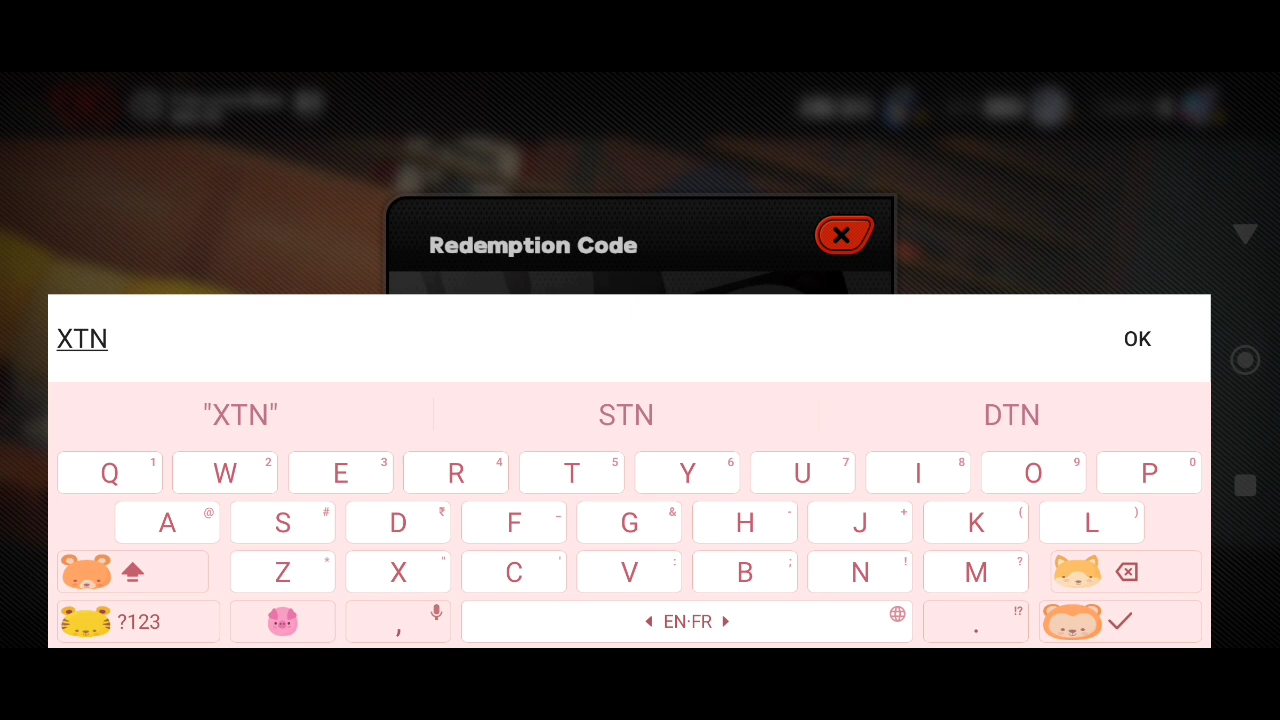 Redemption Code
XTN
OK
"XTN" STN DTN
Q 1 W 2 E 3 R 4 T 5 Y 6 U 7 I 8 O 9 P 0
A @ S # D ₹ F _ G & H - J + K ( L )
Z * X " C ' V : B ; N ! M ?
?123 , EN·FR . !?